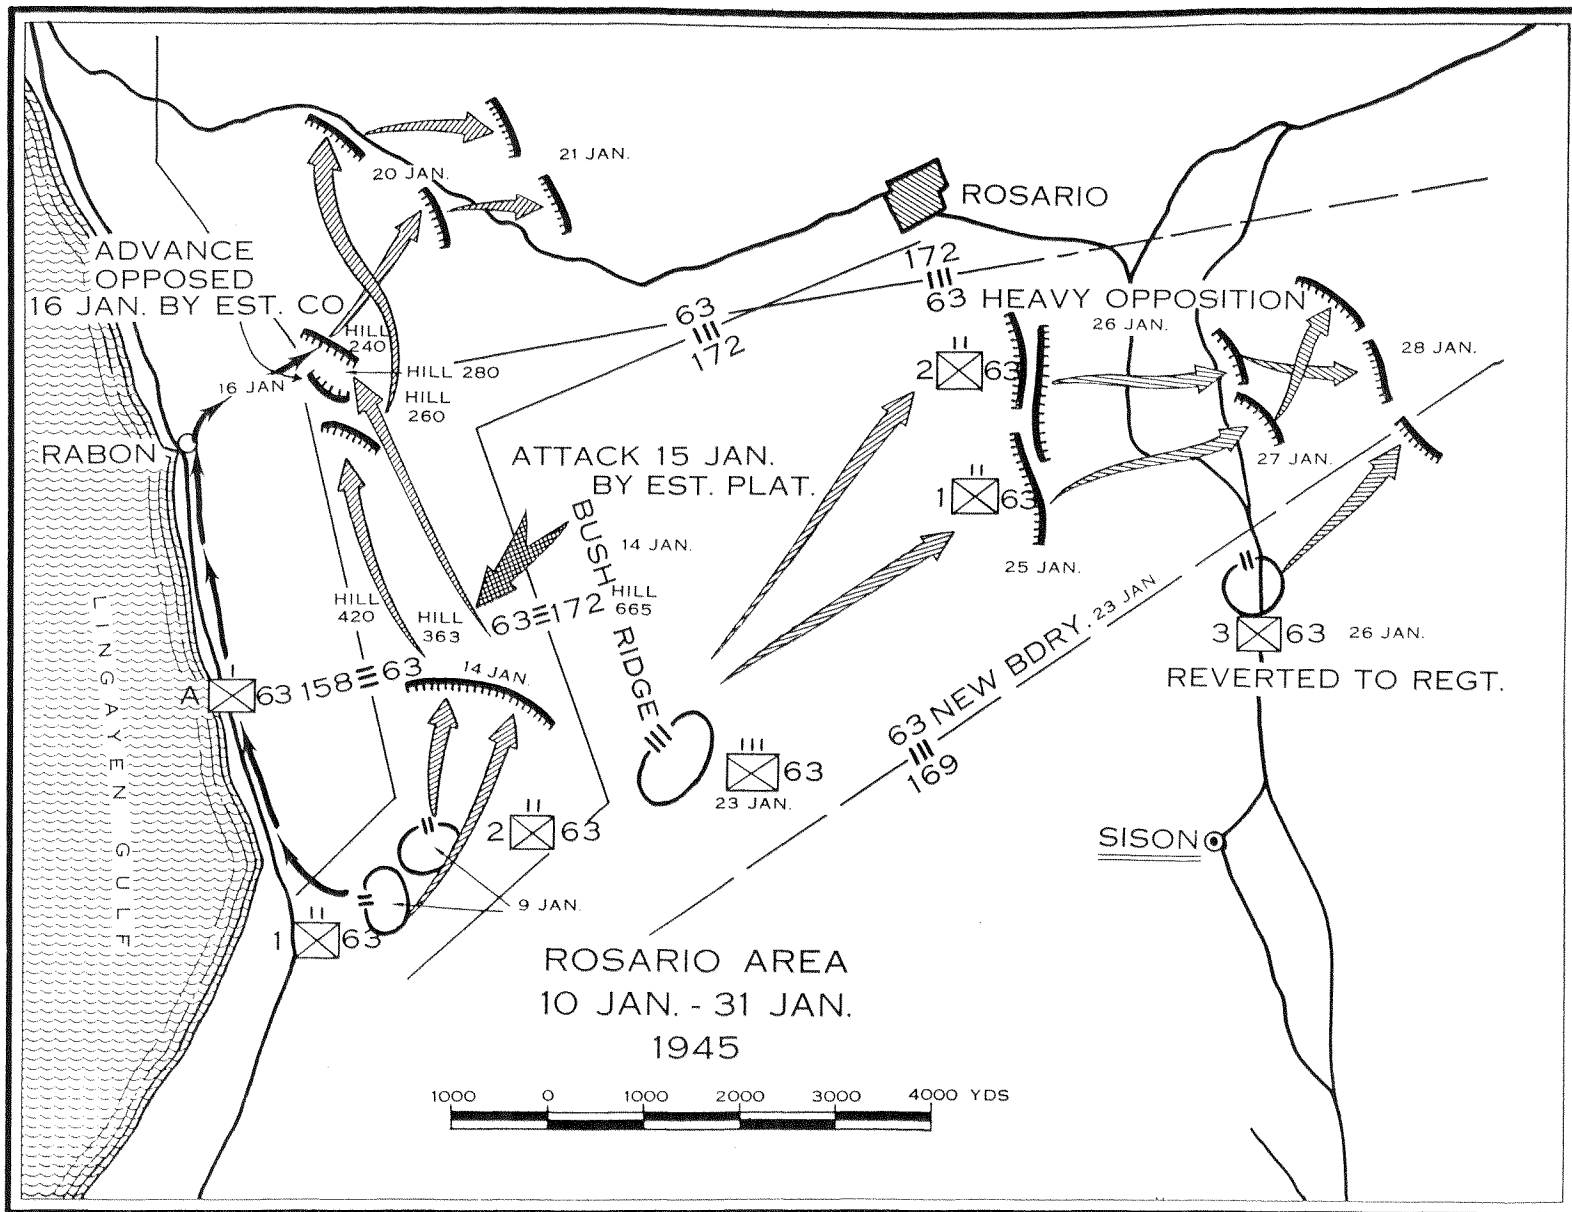 21 JAN.
20 JAN.
ROSARIO
ADVANCE
OPPOSED
16 JAN. BY EST. CO
172
63
HEAVY OPPOSITION
63
172
26 JAN.
HILL
240
28 JAN.
HILL 280
2 63
16 JAN
HILL
260
RABON
ATTACK 15 JAN.
BY EST. PLAT.
27 JAN.
1 63
BUSH RIDGE
14 JAN.
25 JAN.
HILL
420
HILL
363
63 172
HILL
665
LINGAYEN GULF
3 63 26 JAN.
REVERTED TO REGT.
A 63
158 63
14 JAN.
63 NEW BDRY. 23 JAN
169
63
23 JAN.
2 63
SISON
9 JAN.
1 63
ROSARIO AREA
10 JAN. - 31 JAN.
1945
1000 0 1000 2000 3000 4000 YDS